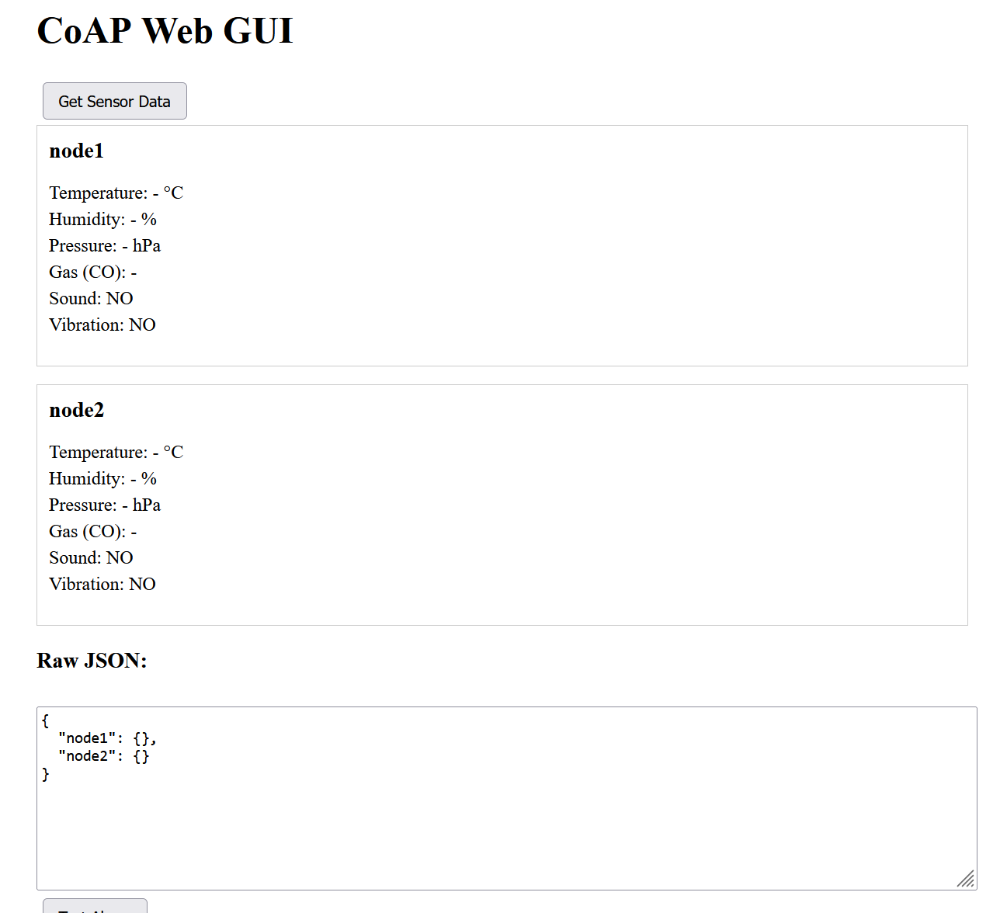 CoAP Web GUI
Get Sensor Data
node1
Temperature: - °C
Humidity: - %
Pressure: - hPa
Gas (CO): -
Sound: NO
Vibration: NO
node2
Temperature: - °C
Humidity: - %
Pressure: - hPa
Gas (CO): -
Sound: NO
Vibration: NO
Raw JSON:
{
  "node1": {},
  "node2": {}
}